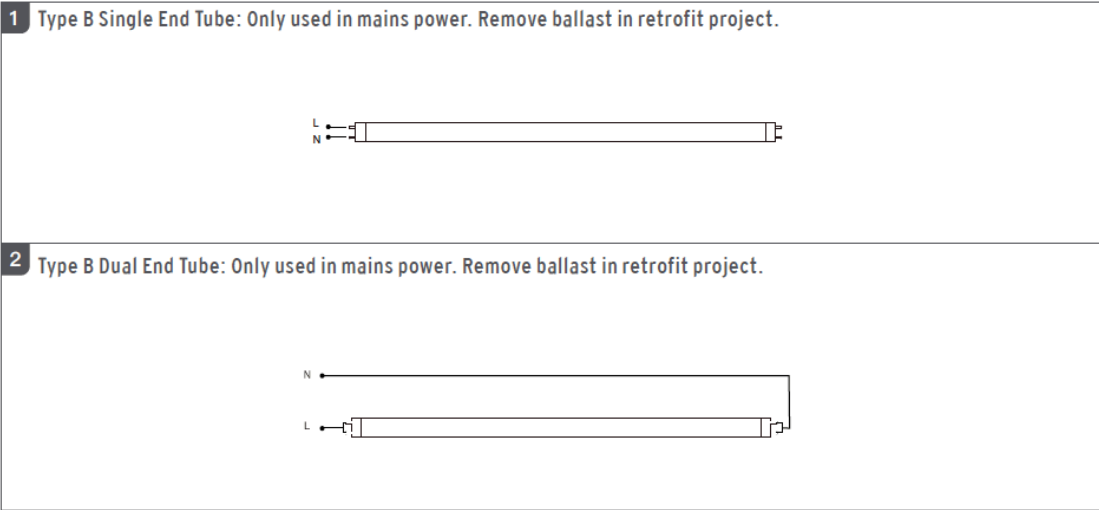 1 Type B Single End Tube: Only used in mains power. Remove ballast in retrofit project.
L
N
2 Type B Dual End Tube: Only used in mains power. Remove ballast in retrofit project.
N
L